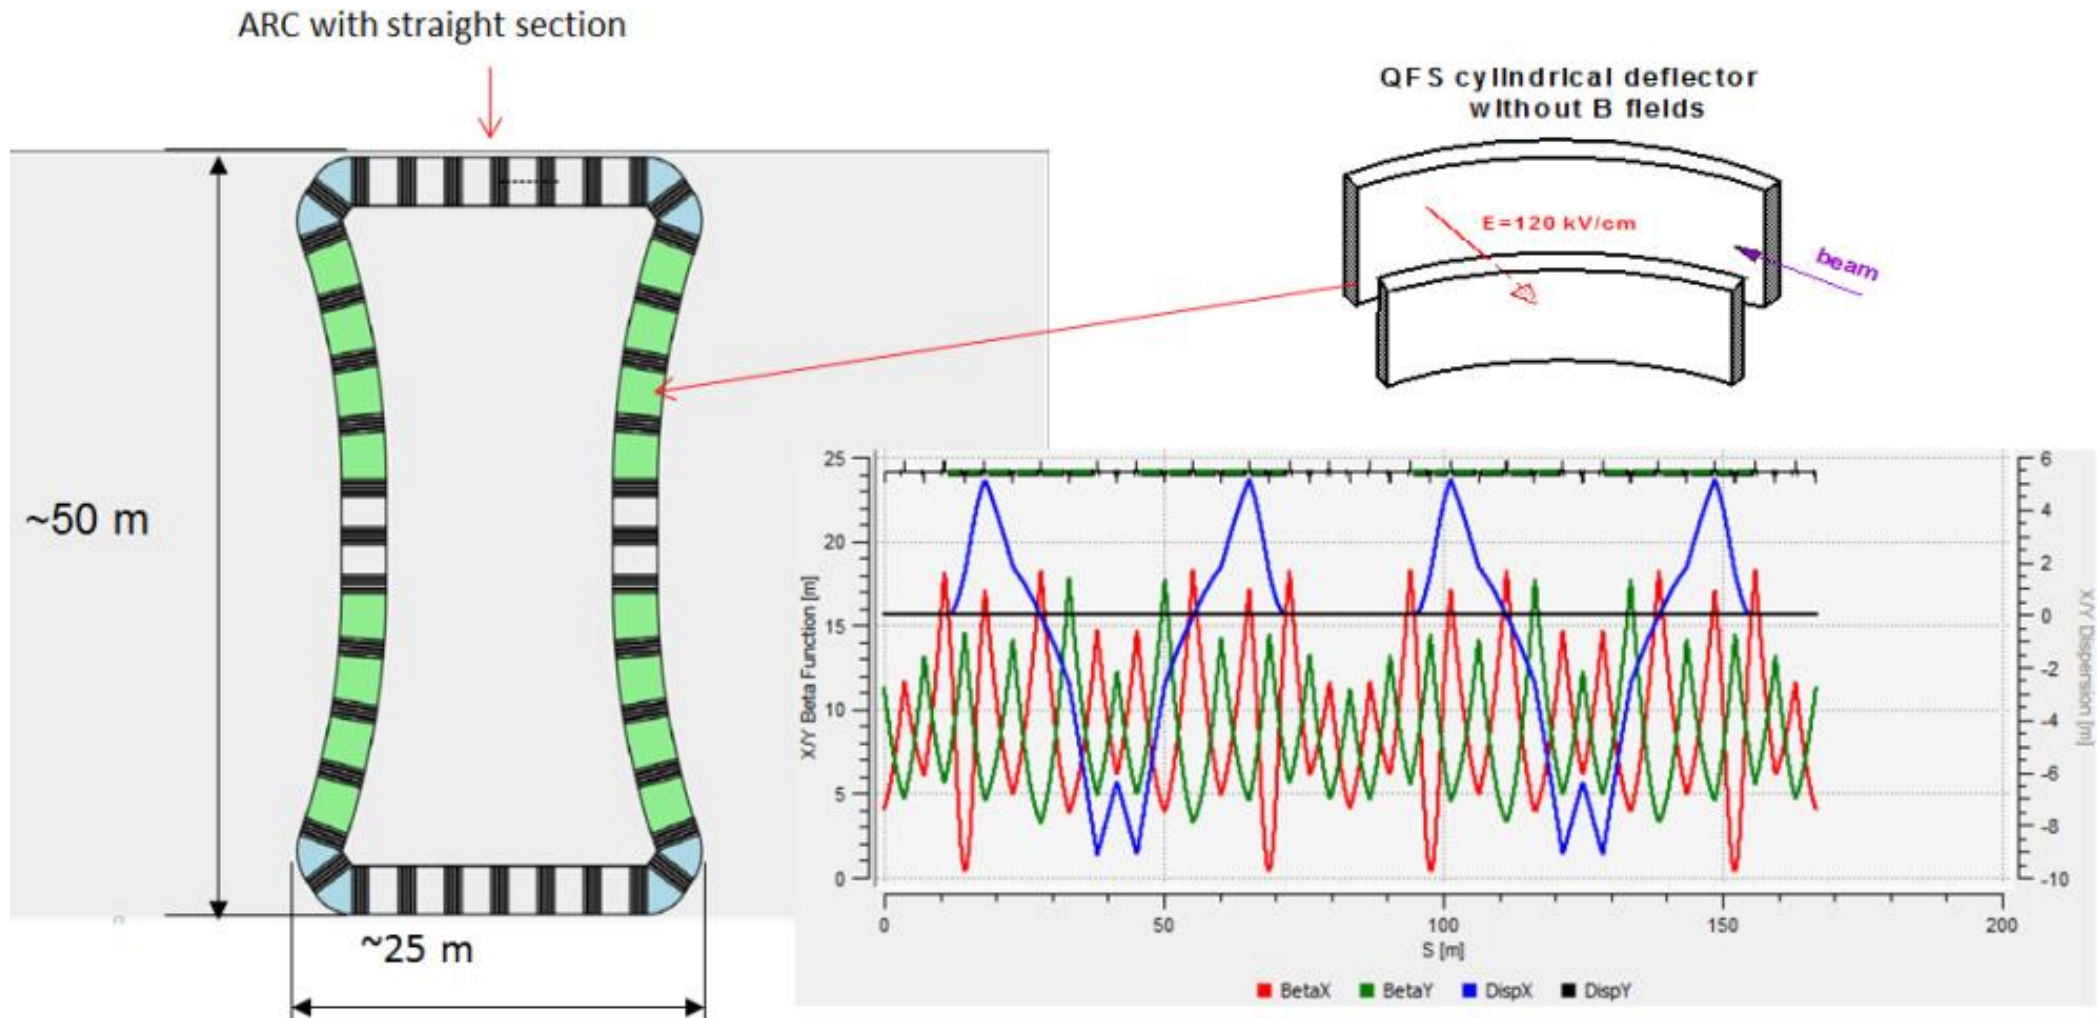 ARC with straight section
QFS cylindrical deflector
without B fields
E=120 kV/cm
beam
~50 m
~25 m
25
20
15
10
5
0
X/Y Beta Function [m]
6
4
2
0
-2
-4
-6
-8
-10
X/Y Dispersion [m]
0
50
100
150
200
S [m]
BetaX
BetaY
DispX
DispY